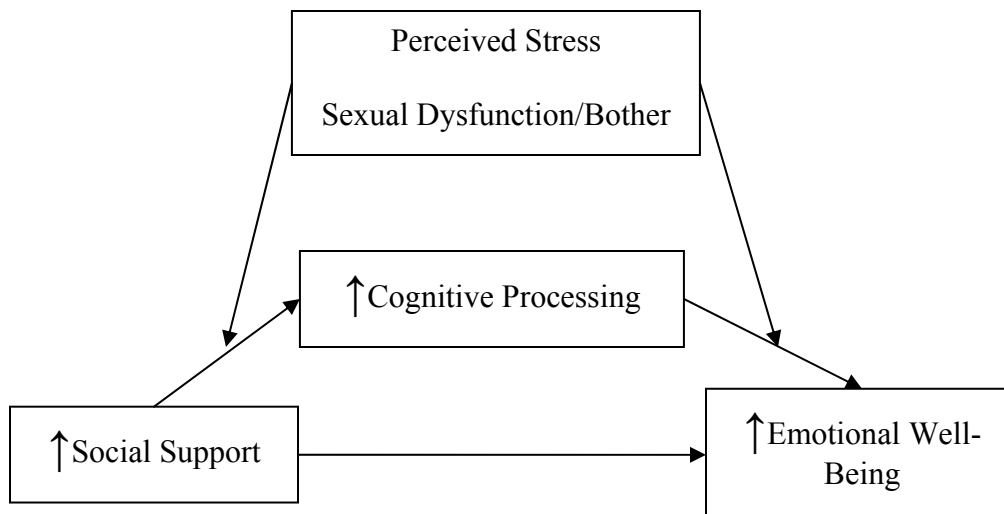 Perceived Stress
Sexual Dysfunction/Bother
↑Cognitive Processing
↑Social Support
↑Emotional Well-
Being